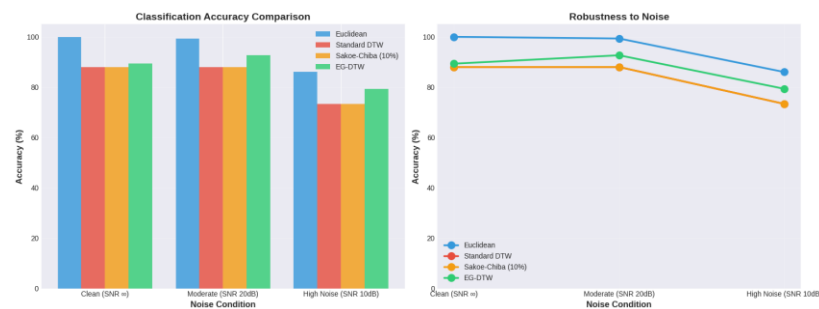 Classification Accuracy Comparison
Accuracy (%)
100
80
60
40
20
0
Euclidean
Standard DTW
Sakoe-Chiba (10%)
EG-DTW
Clean (SNR ∞)
Moderate (SNR 20dB)
High Noise (SNR 10dB)
Noise Condition
Robustness to Noise
Accuracy (%)
100
80
60
40
20
0
Euclidean
Standard DTW
Sakoe-Chiba (10%)
EG-DTW
Clean (SNR ∞)
Moderate (SNR 20dB)
High Noise (SNR 10dB)
Noise Condition